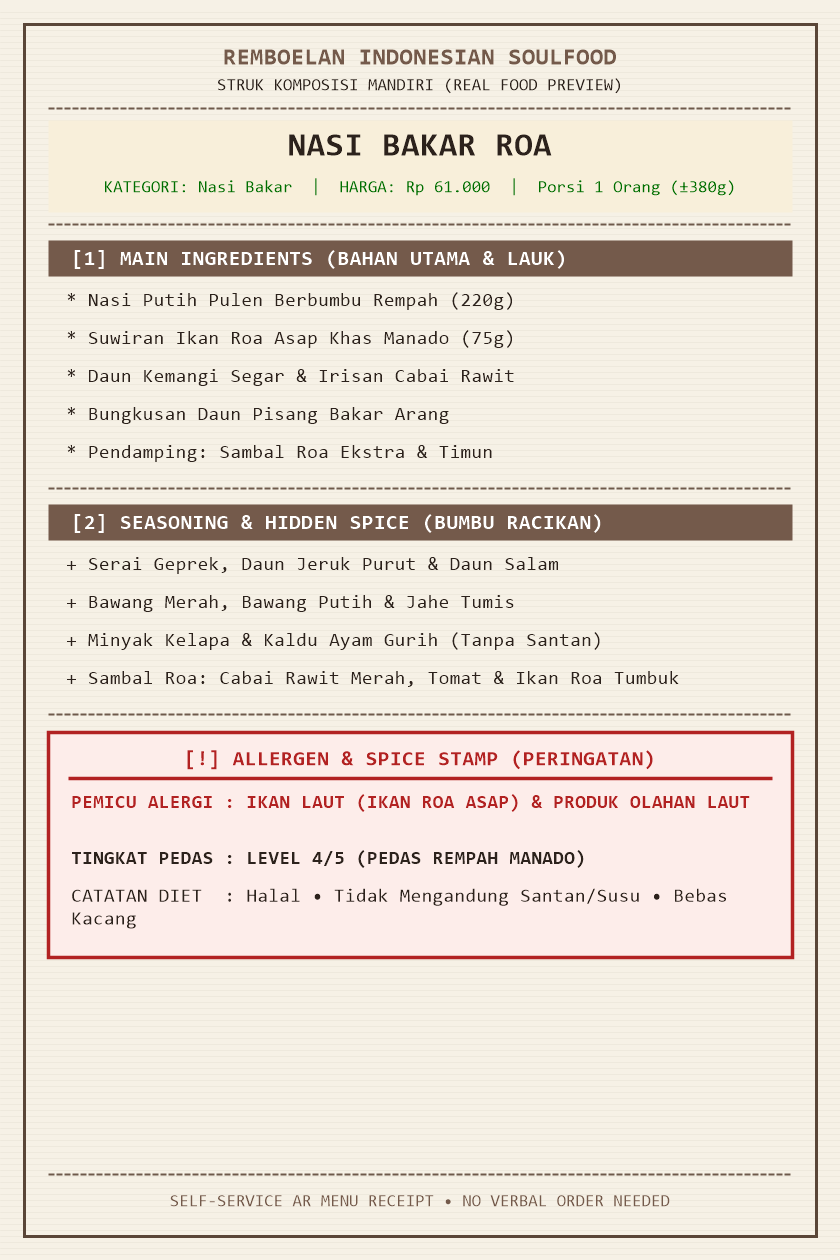 REMBOELAN INDONESIAN SOULFOOD
STRUK KOMPOSISI MANDIRI (REAL FOOD PREVIEW)
NASI BAKAR ROA
KATEGORI: Nasi Bakar | HARGA: Rp 61.000 | Porsi 1 Orang (±380g)
[1] MAIN INGREDIENTS (BAHAN UTAMA & LAUK)
* Nasi Putih Pulen Berbumbu Rempah (220g)
* Suwiran Ikan Roa Asap Khas Manado (75g)
* Daun Kemangi Segar & Irisan Cabai Rawit
* Bungkusan Daun Pisang Bakar Arang
* Pendamping: Sambal Roa Ekstra & Timun
[2] SEASONING & HIDDEN SPICE (BUMBU RACIKAN)
+ Serai Geprek, Daun Jeruk Purut & Daun Salam
+ Bawang Merah, Bawang Putih & Jahe Tumis
+ Minyak Kelapa & Kaldu Ayam Gurih (Tanpa Santan)
+ Sambal Roa: Cabai Rawit Merah, Tomat & Ikan Roa Tumbuk
[!] ALLERGEN & SPICE STAMP (PERINGATAN)
PEMICU ALERGI : IKAN LAUT (IKAN ROA ASAP) & PRODUK OLAHAN LAUT
TINGKAT PEDAS : LEVEL 4/5 (PEDAS REMPAH MANADO)
CATATAN DIET : Halal • Tidak Mengandung Santan/Susu • Bebas
Kacang
SELF-SERVICE AR MENU RECEIPT • NO VERBAL ORDER NEEDED